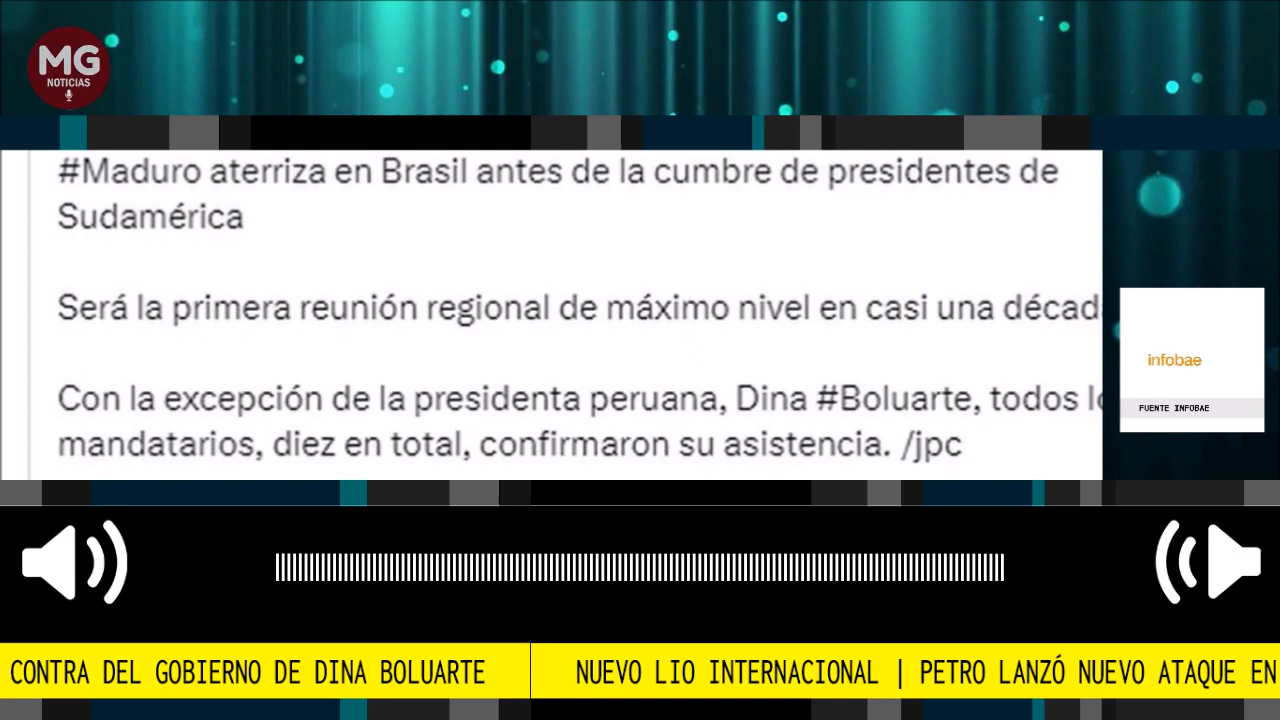 MG
NOTICIAS
#Maduro aterriza en Brasil antes de la cumbre de presidentes de
Sudamérica
Será la primera reunión regional de máximo nivel en casi una
Con la excepción de la presidenta peruana, Dina #Boluarte, todos
mandatarios, diez en total, confirmaron su asistencia. /jpc
infobae
FUENTE INFOBAE
CONTRA DEL GOBIERNO DE DINA BOLUARTE
NUEVO LIO INTERNACIONAL | PETRO LANZÓ NUEVO ATAQUE EN